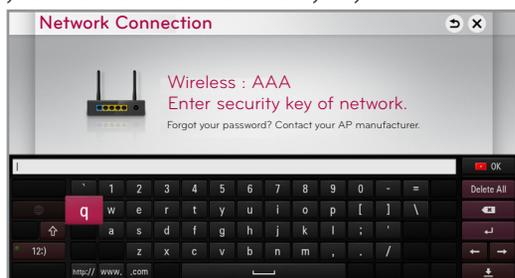 Network Connection
Wireless : AAA
Enter security key of network.
Forgot your password? Contact your AP manufacturer.
OK
` 1 2 3 4 5 6 7 8 9 0 - = Delete All
q w e r t y u i o p [ ] \
a s d f g h j k l ; '
12:) z x c v b n m , . /
http:// www. .com